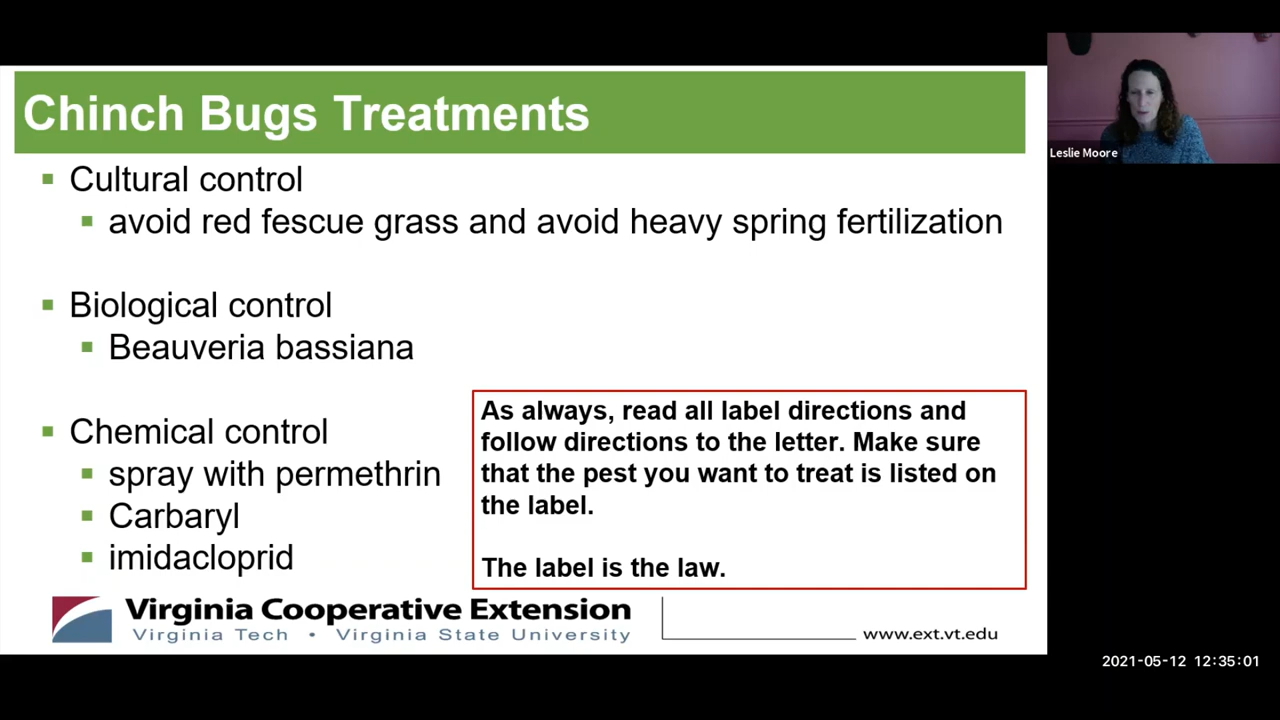 Chinch Bugs Treatments
Leslie Moore
Cultural control
avoid red fescue grass and avoid heavy spring fertilization
Biological control
Beauveria bassiana
Chemical control
spray with permethrin
Carbaryl
imidacloprid
As always, read all label directions and
follow directions to the letter. Make sure
that the pest you want to treat is listed on
the label.
The label is the law.
Virginia Cooperative Extension
Virginia Tech • Virginia State University
www.ext.vt.edu
2021-05-12 12:35:01